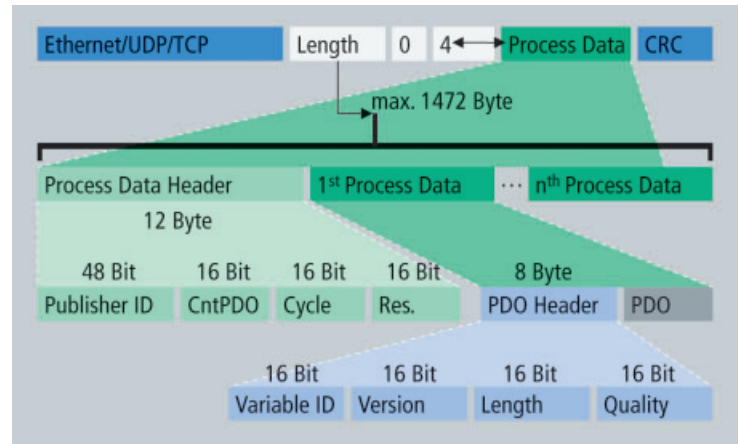 Ethernet/UDP/TCP Length 0 4 Process Data CRC
max. 1472 Byte
Process Data Header 1st Process Data ... nth Process Data
12 Byte
48 Bit 16 Bit 16 Bit 16 Bit 8 Byte
Publisher ID CntPDO Cycle Res. PDO Header PDO
16 Bit 16 Bit 16 Bit 16 Bit
Variable ID Version Length Quality